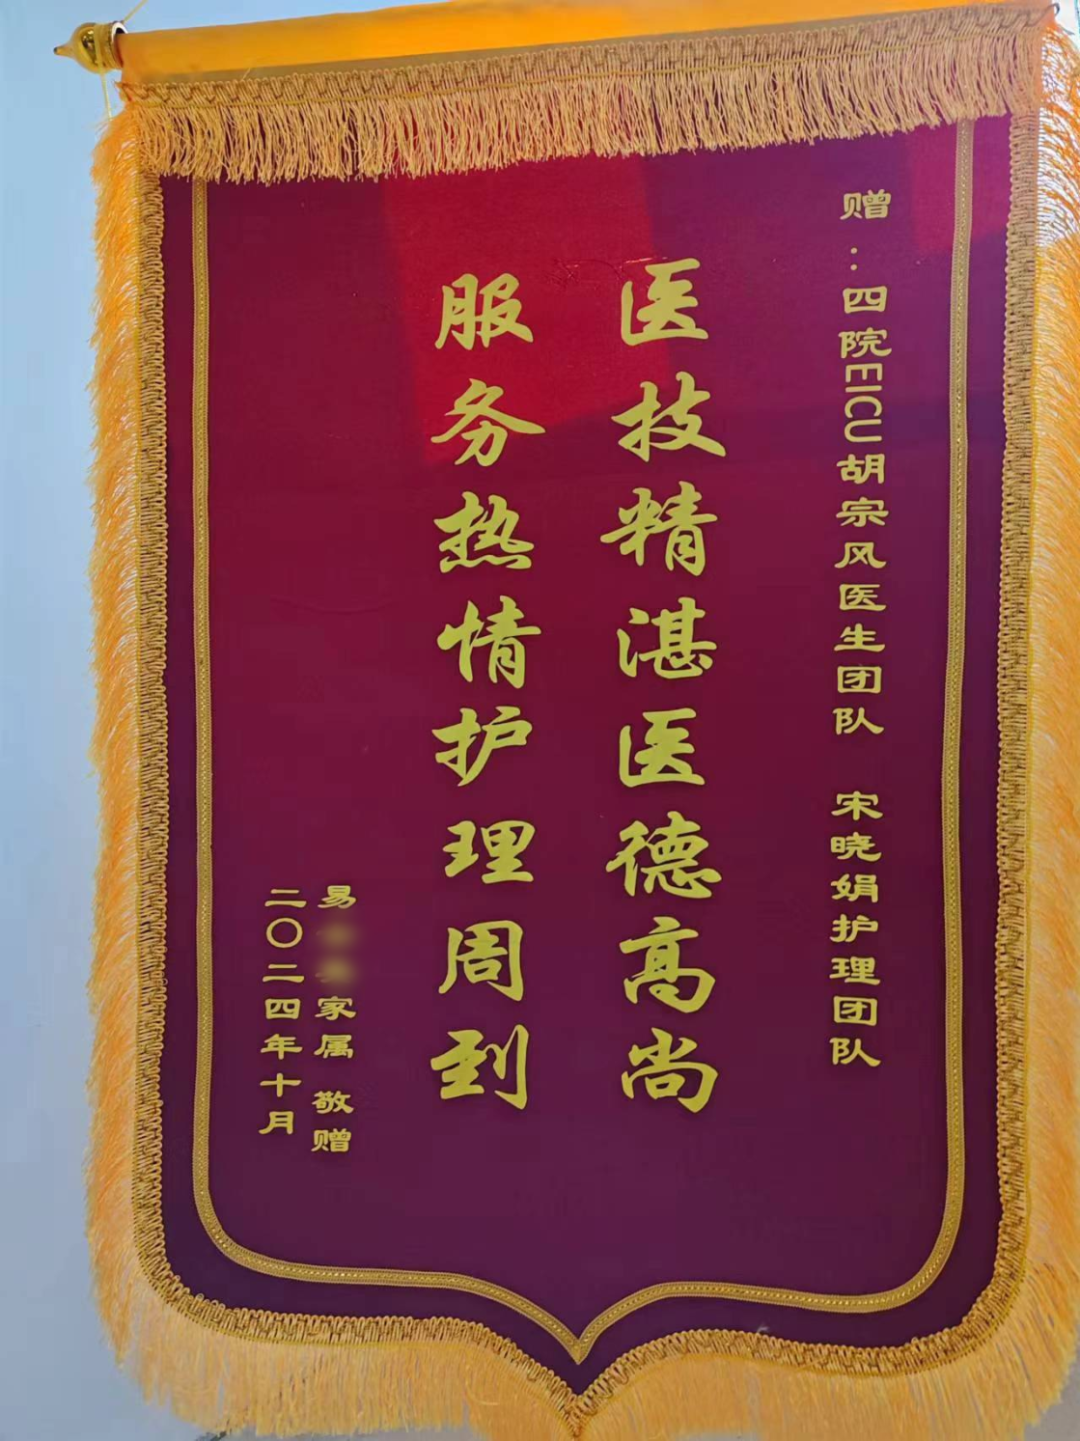 赠：四院EICU胡宗风医生团队 宋晓娟护理团队
医技精湛医德高尚
服务热情护理周到
易家属 敬赠
二〇二四年十月